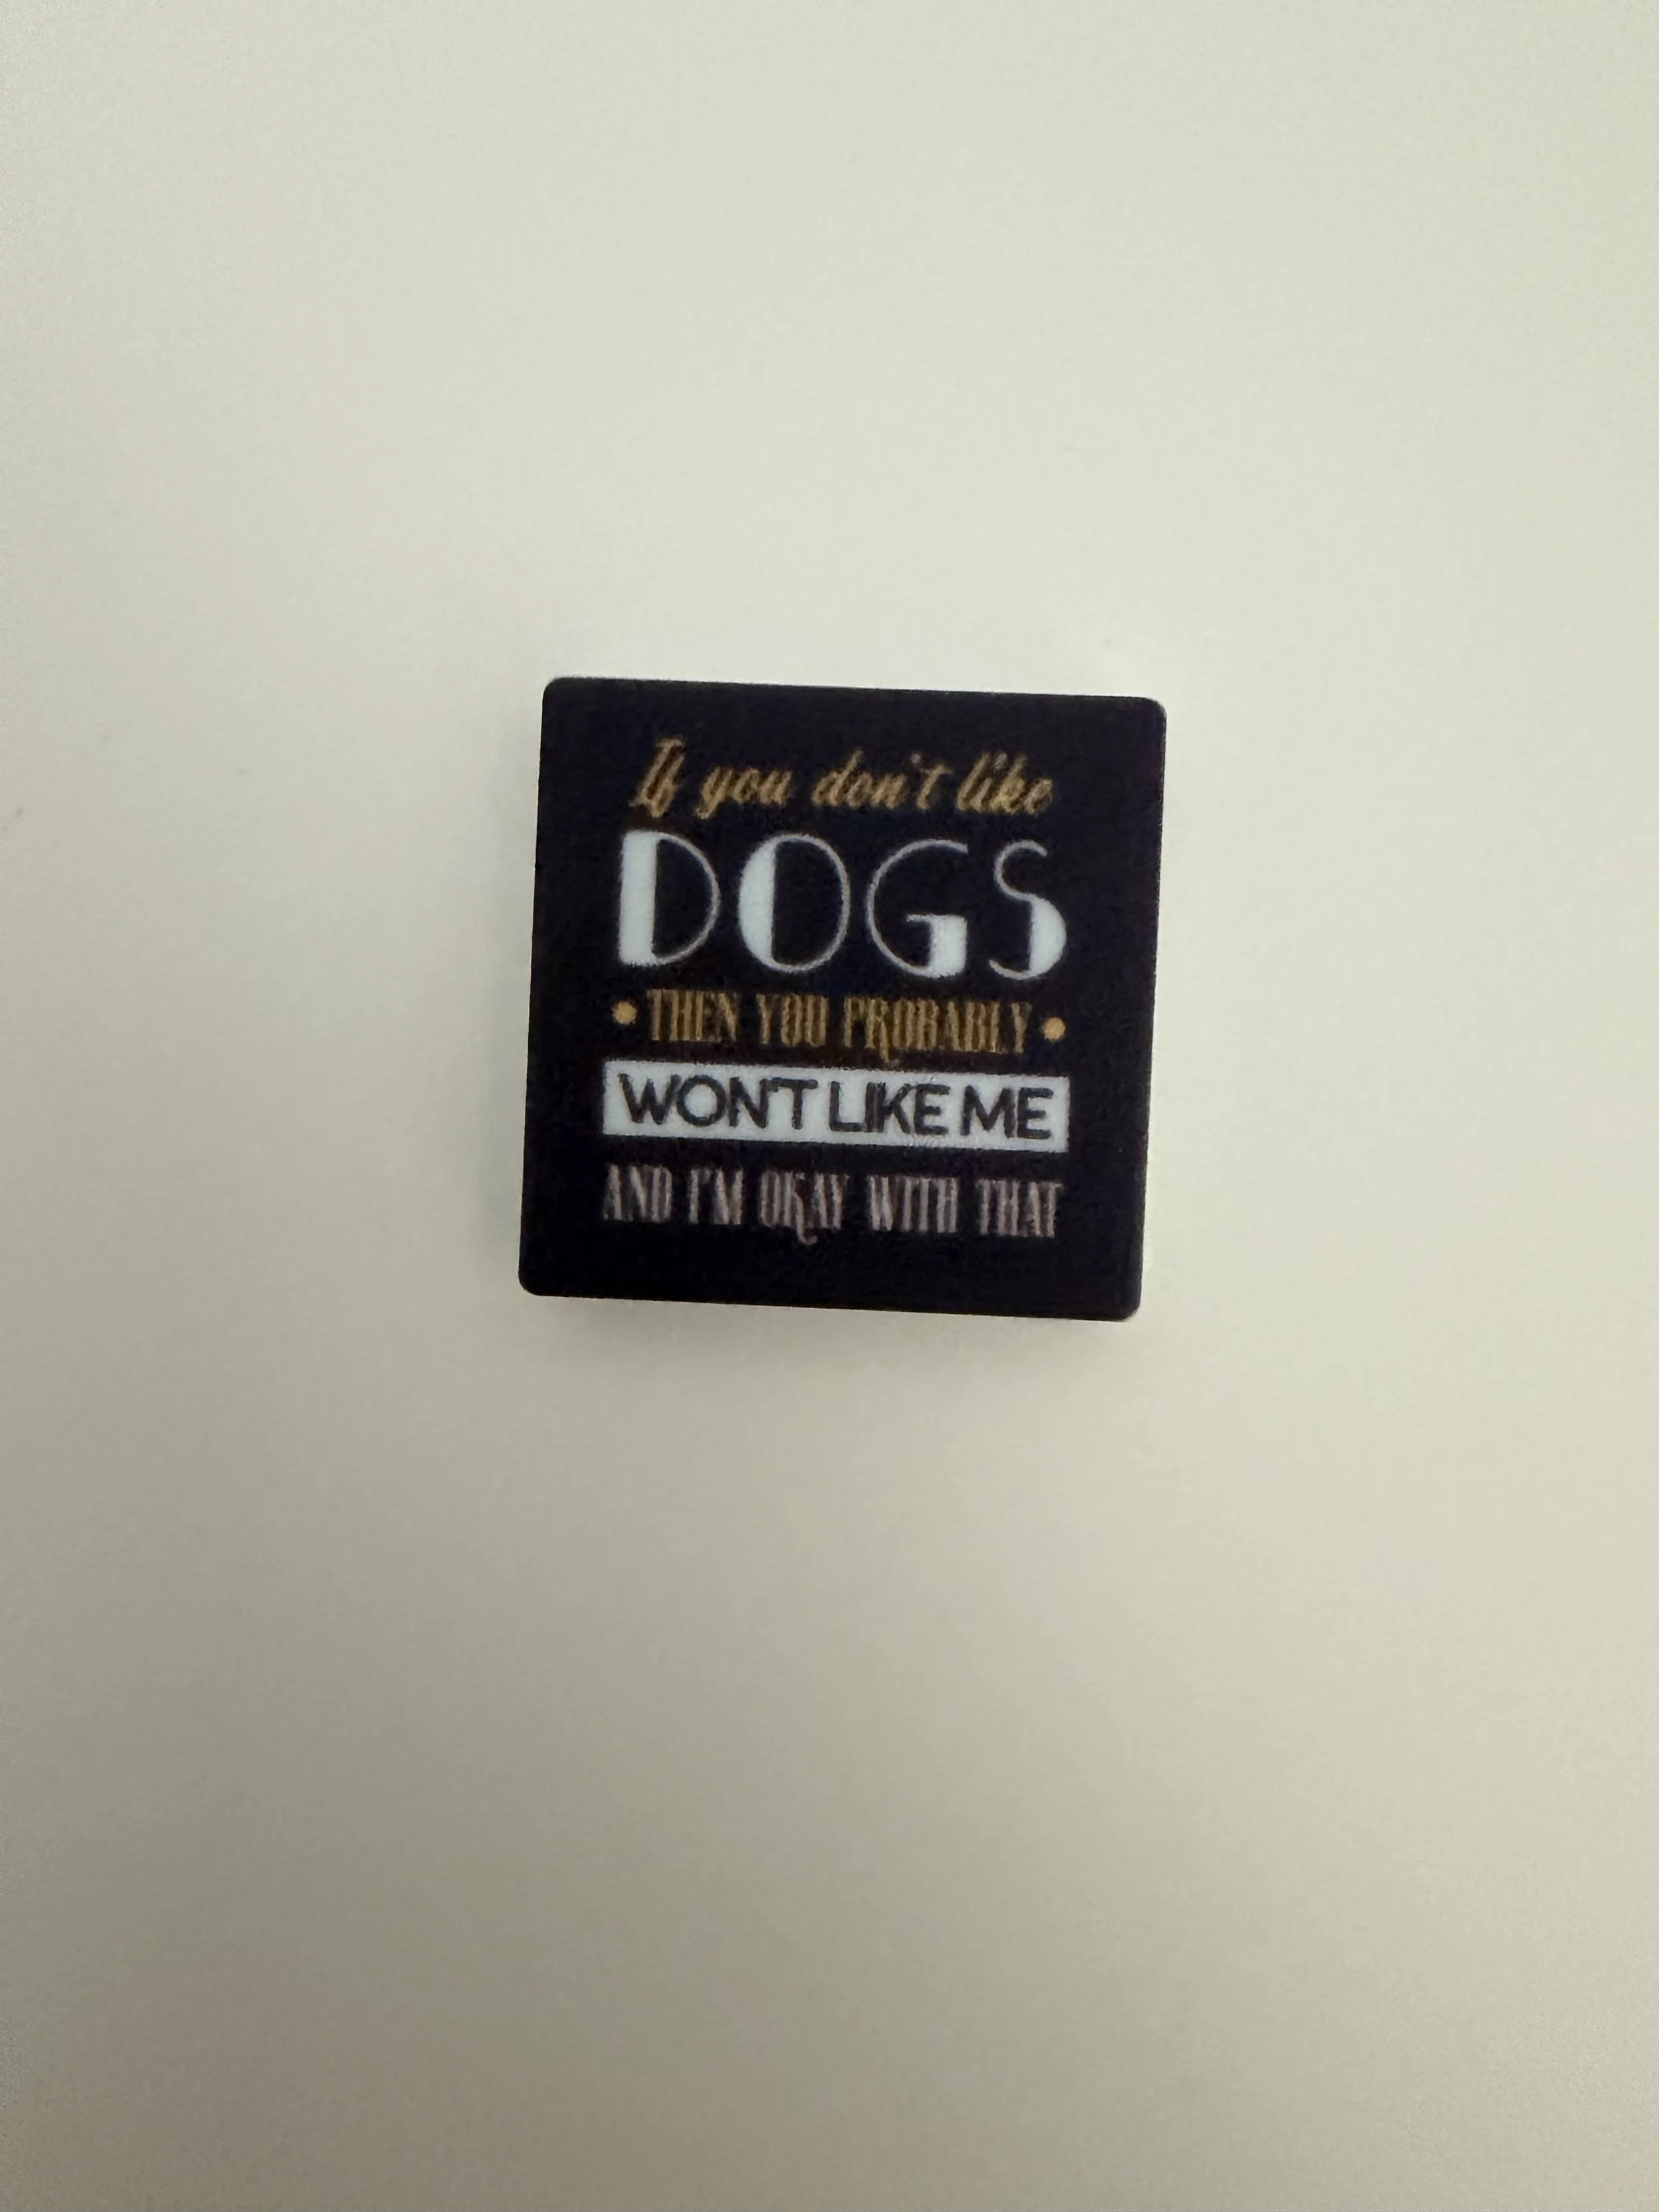 If you don't like
DOGS
• THEN YOU PROBABLY •
WON'T LIKE ME
AND I'M OKAY WITH THAT